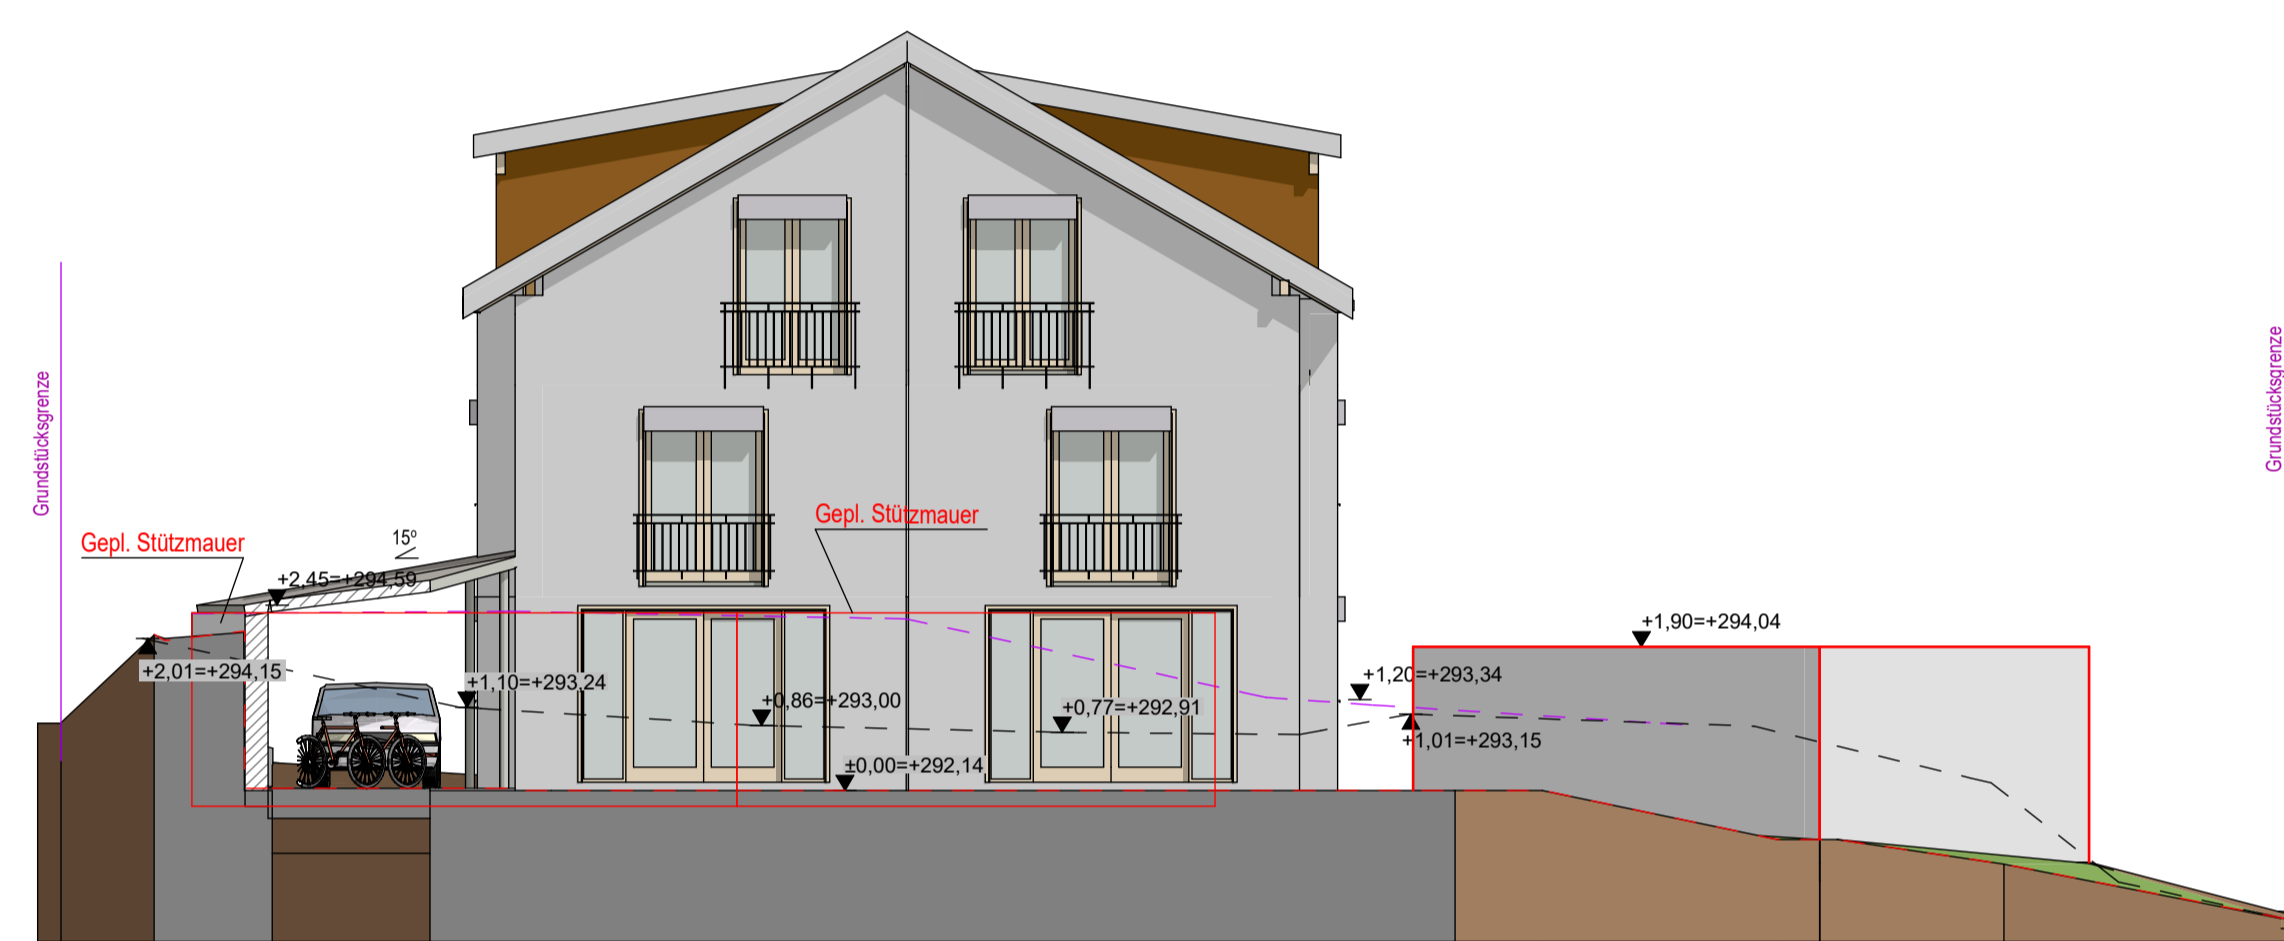 Grundstücksgrenze
Grundstücksgrenze
Gepl. Stützmauer
Gepl. Stützmauer
15º
+2,45=+294,59
+1,90=+294,04
+2,01=+294,15
+1,10=+293,24
+1,20=+293,34
+0,86=+293,00
+0,77=+292,91
+1,01=+293,15
±0,00=+292,14